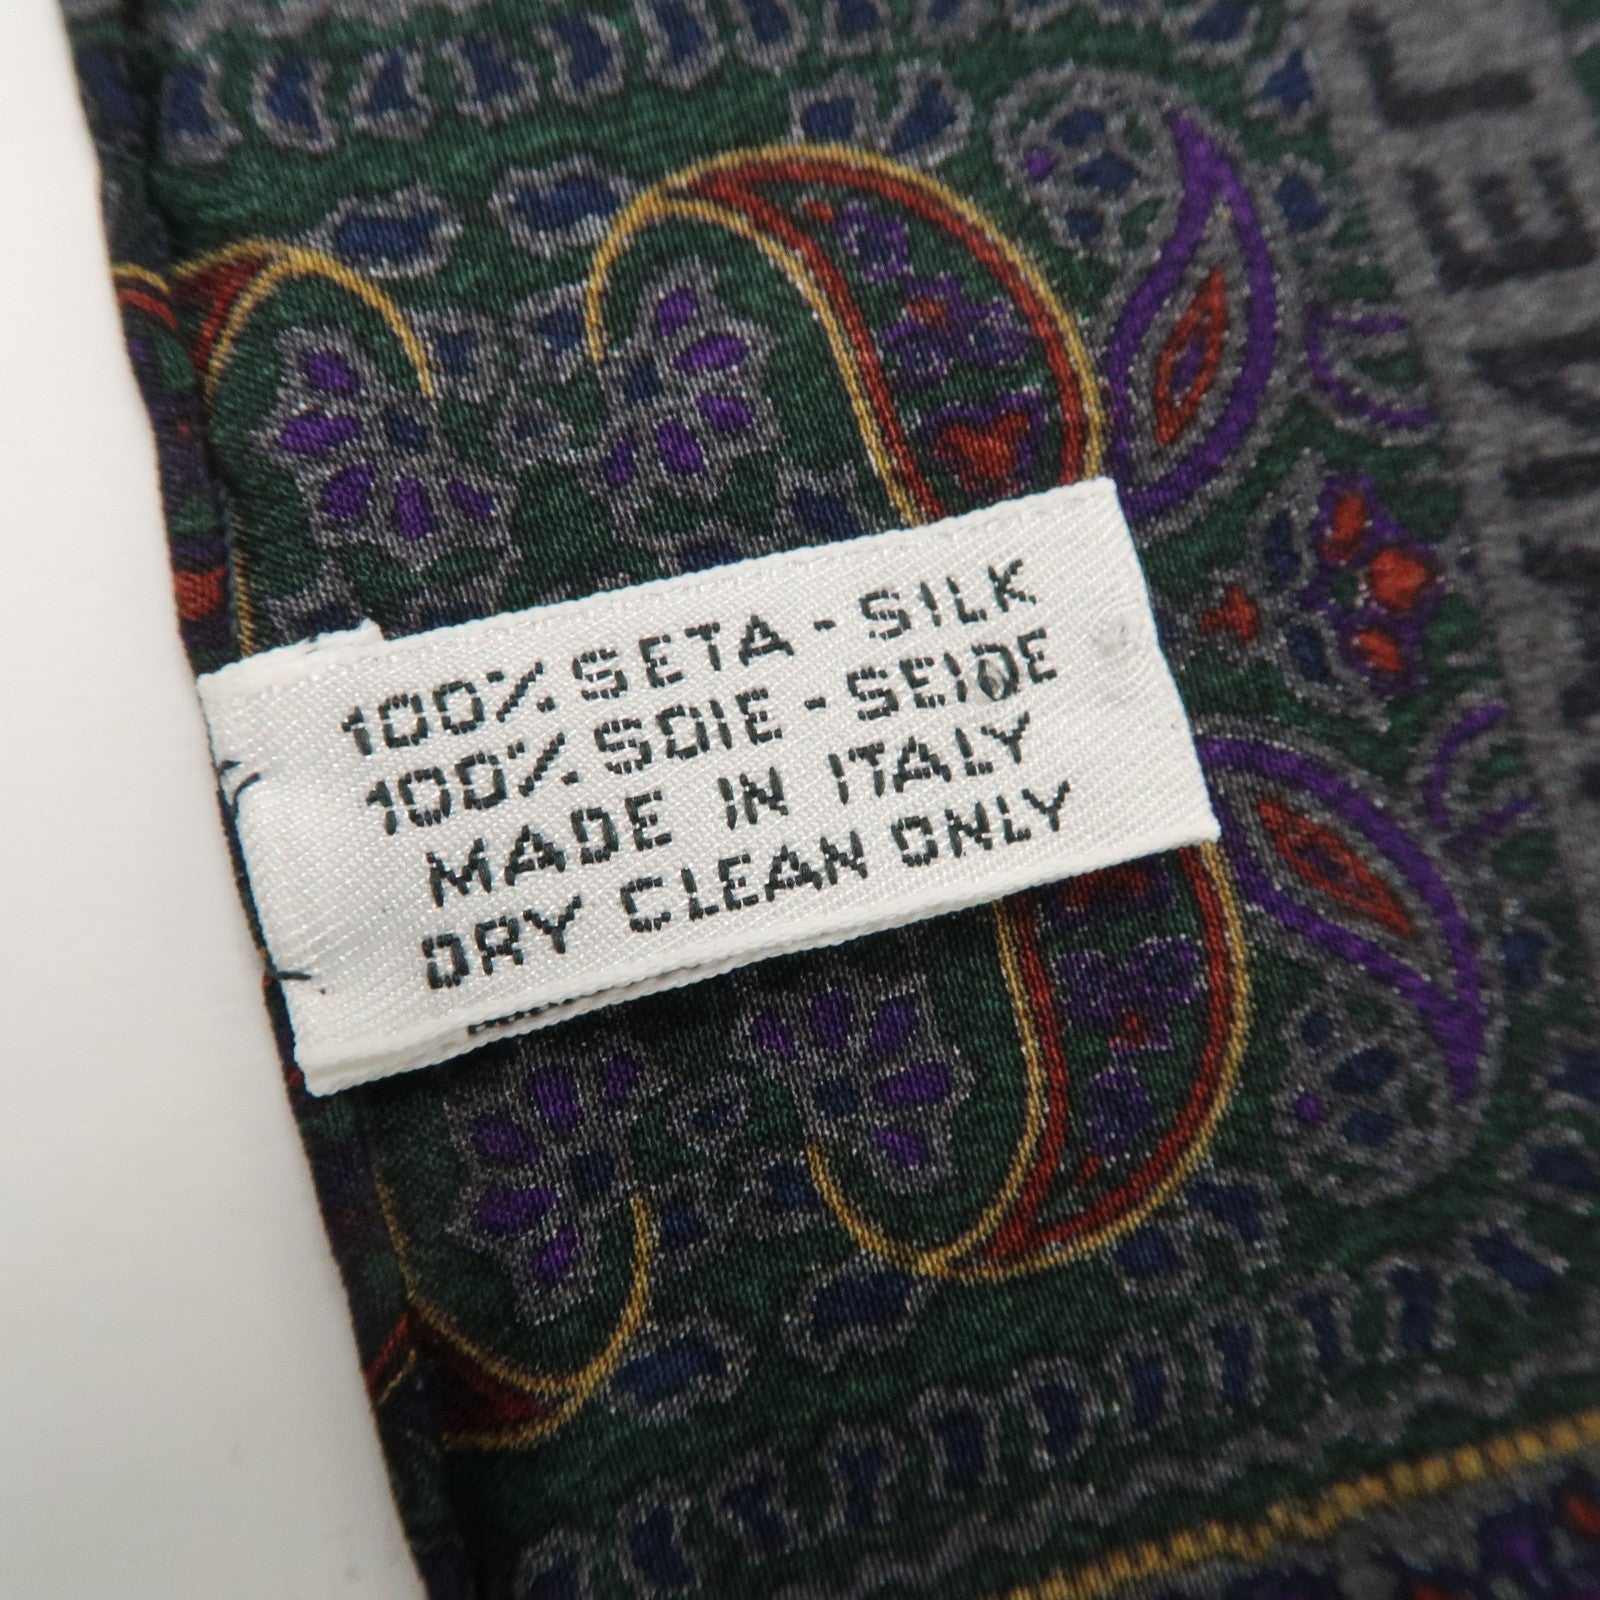 100% SETA - SILK
100% SOIE - SEIDE
MADE IN ITALY
DRY CLEAN ONLY